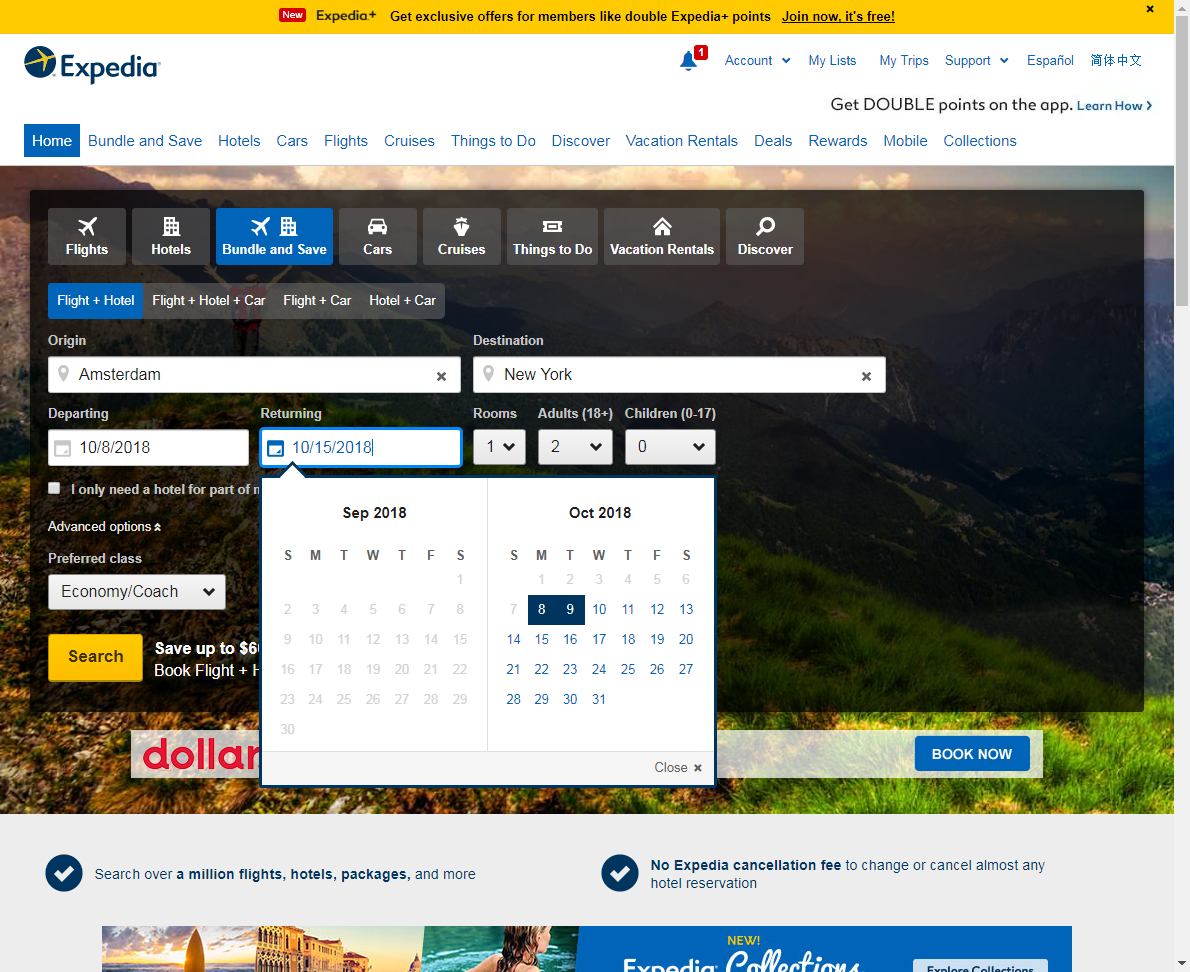 New Expedia+ Get exclusive offers for members like double Expedia+ points Join now, it's free!
Expedia
1 Account My Lists My Trips Support Español 简体中文
Get DOUBLE points on the app. Learn How
Home Bundle and Save Hotels Cars Flights Cruises Things to Do Discover Vacation Rentals Deals Rewards Mobile Collections
Flights Hotels Bundle and Save Cars Cruises Things to Do Vacation Rentals Discover
Flight + Hotel Flight + Hotel + Car Flight + Car Hotel + Car
Origin Destination
Amsterdam New York
Departing Returning Rooms Adults (18+) Children (0-17)
10/8/2018 10/15/2018 1 2 0
I only need a hotel for part of
Advanced options
Preferred class
Economy/Coach
Search
Save up to $6
Book Flight +
Sep 2018
S M T W T F S
1
2 3 4 5 6 7 8
9 10 11 12 13 14 15
16 17 18 19 20 21 22
23 24 25 26 27 28 29
30
Oct 2018
S M T W T F S
1 2 3 4 5 6
7 8 9 10 11 12 13
14 15 16 17 18 19 20
21 22 23 24 25 26 27
28 29 30 31
Close
dollar
BOOK NOW
Search over a million flights, hotels, packages, and more
No Expedia cancellation fee to change or cancel almost any
hotel reservation
NEW!
Expedia Collections
Explore Collections